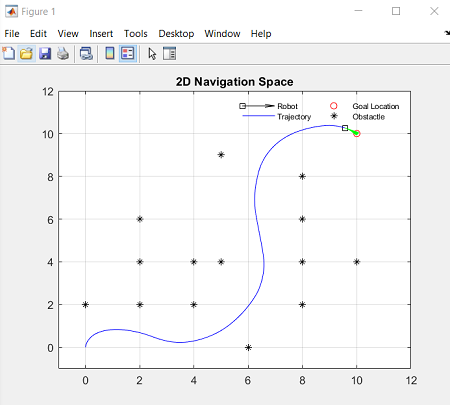 Figure 1
File Edit View Insert Tools Desktop Window Help
2D Navigation Space
Robot Goal Location
Trajectory Obstactle
12
10
8
6
4
2
0
0 2 4 6 8 10 12